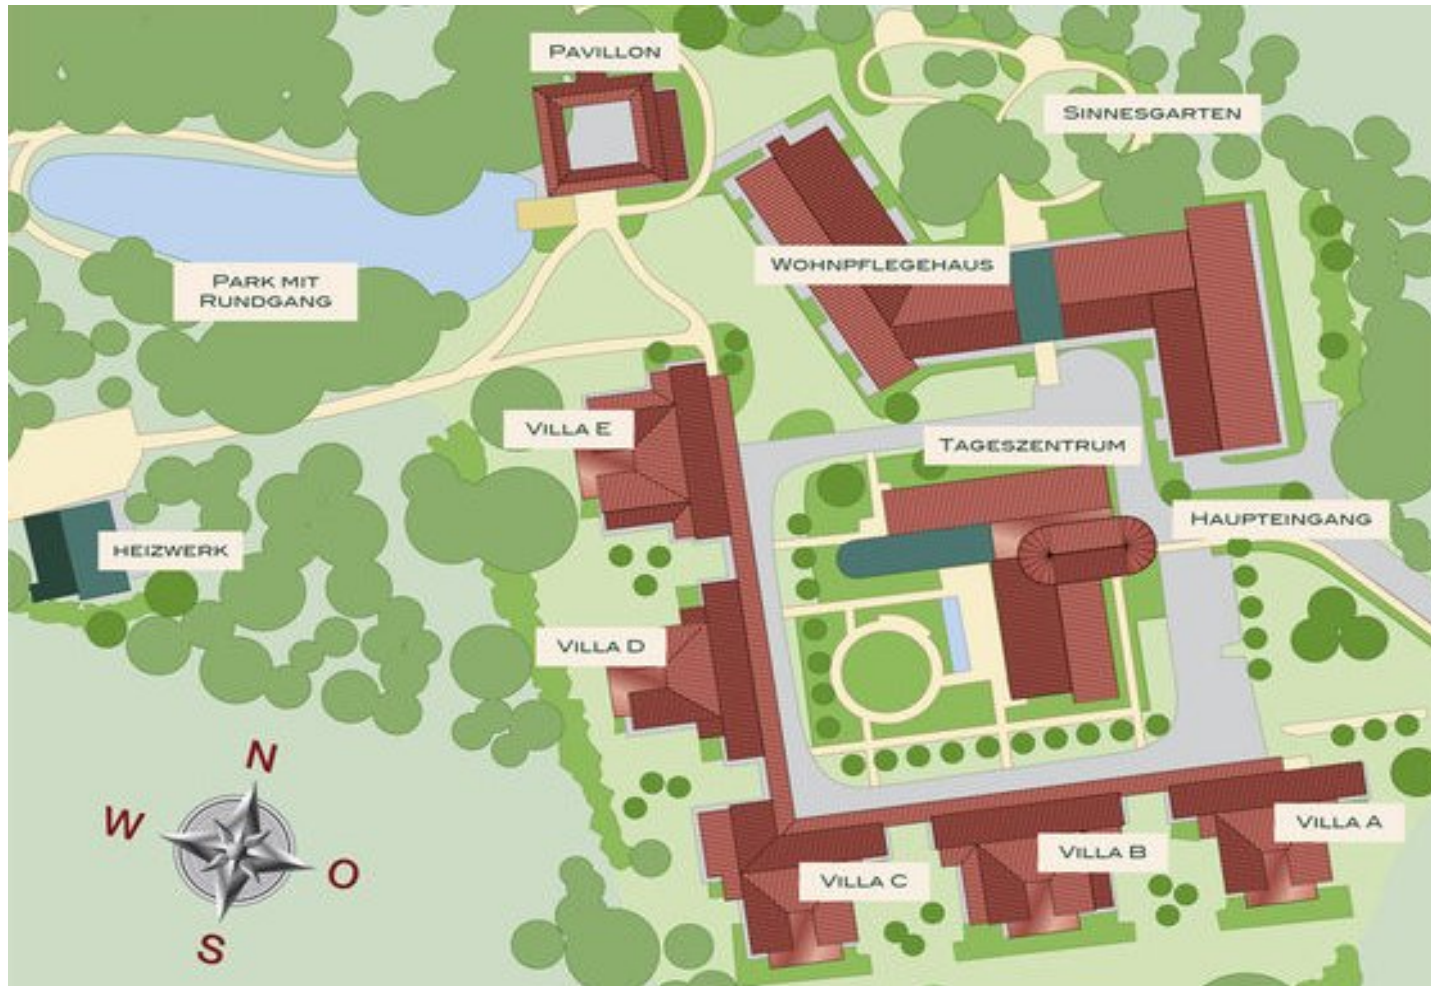 PAVILLON
SINNESGARTEN
WOHNPFLEGEHAUS
PARK MIT
RUNDGANG
VILLA E
TAGESZENTRUM
HAUPTEINGANG
HEIZWERK
VILLA D
N
W
O
S
VILLA A
VILLA B
VILLA C